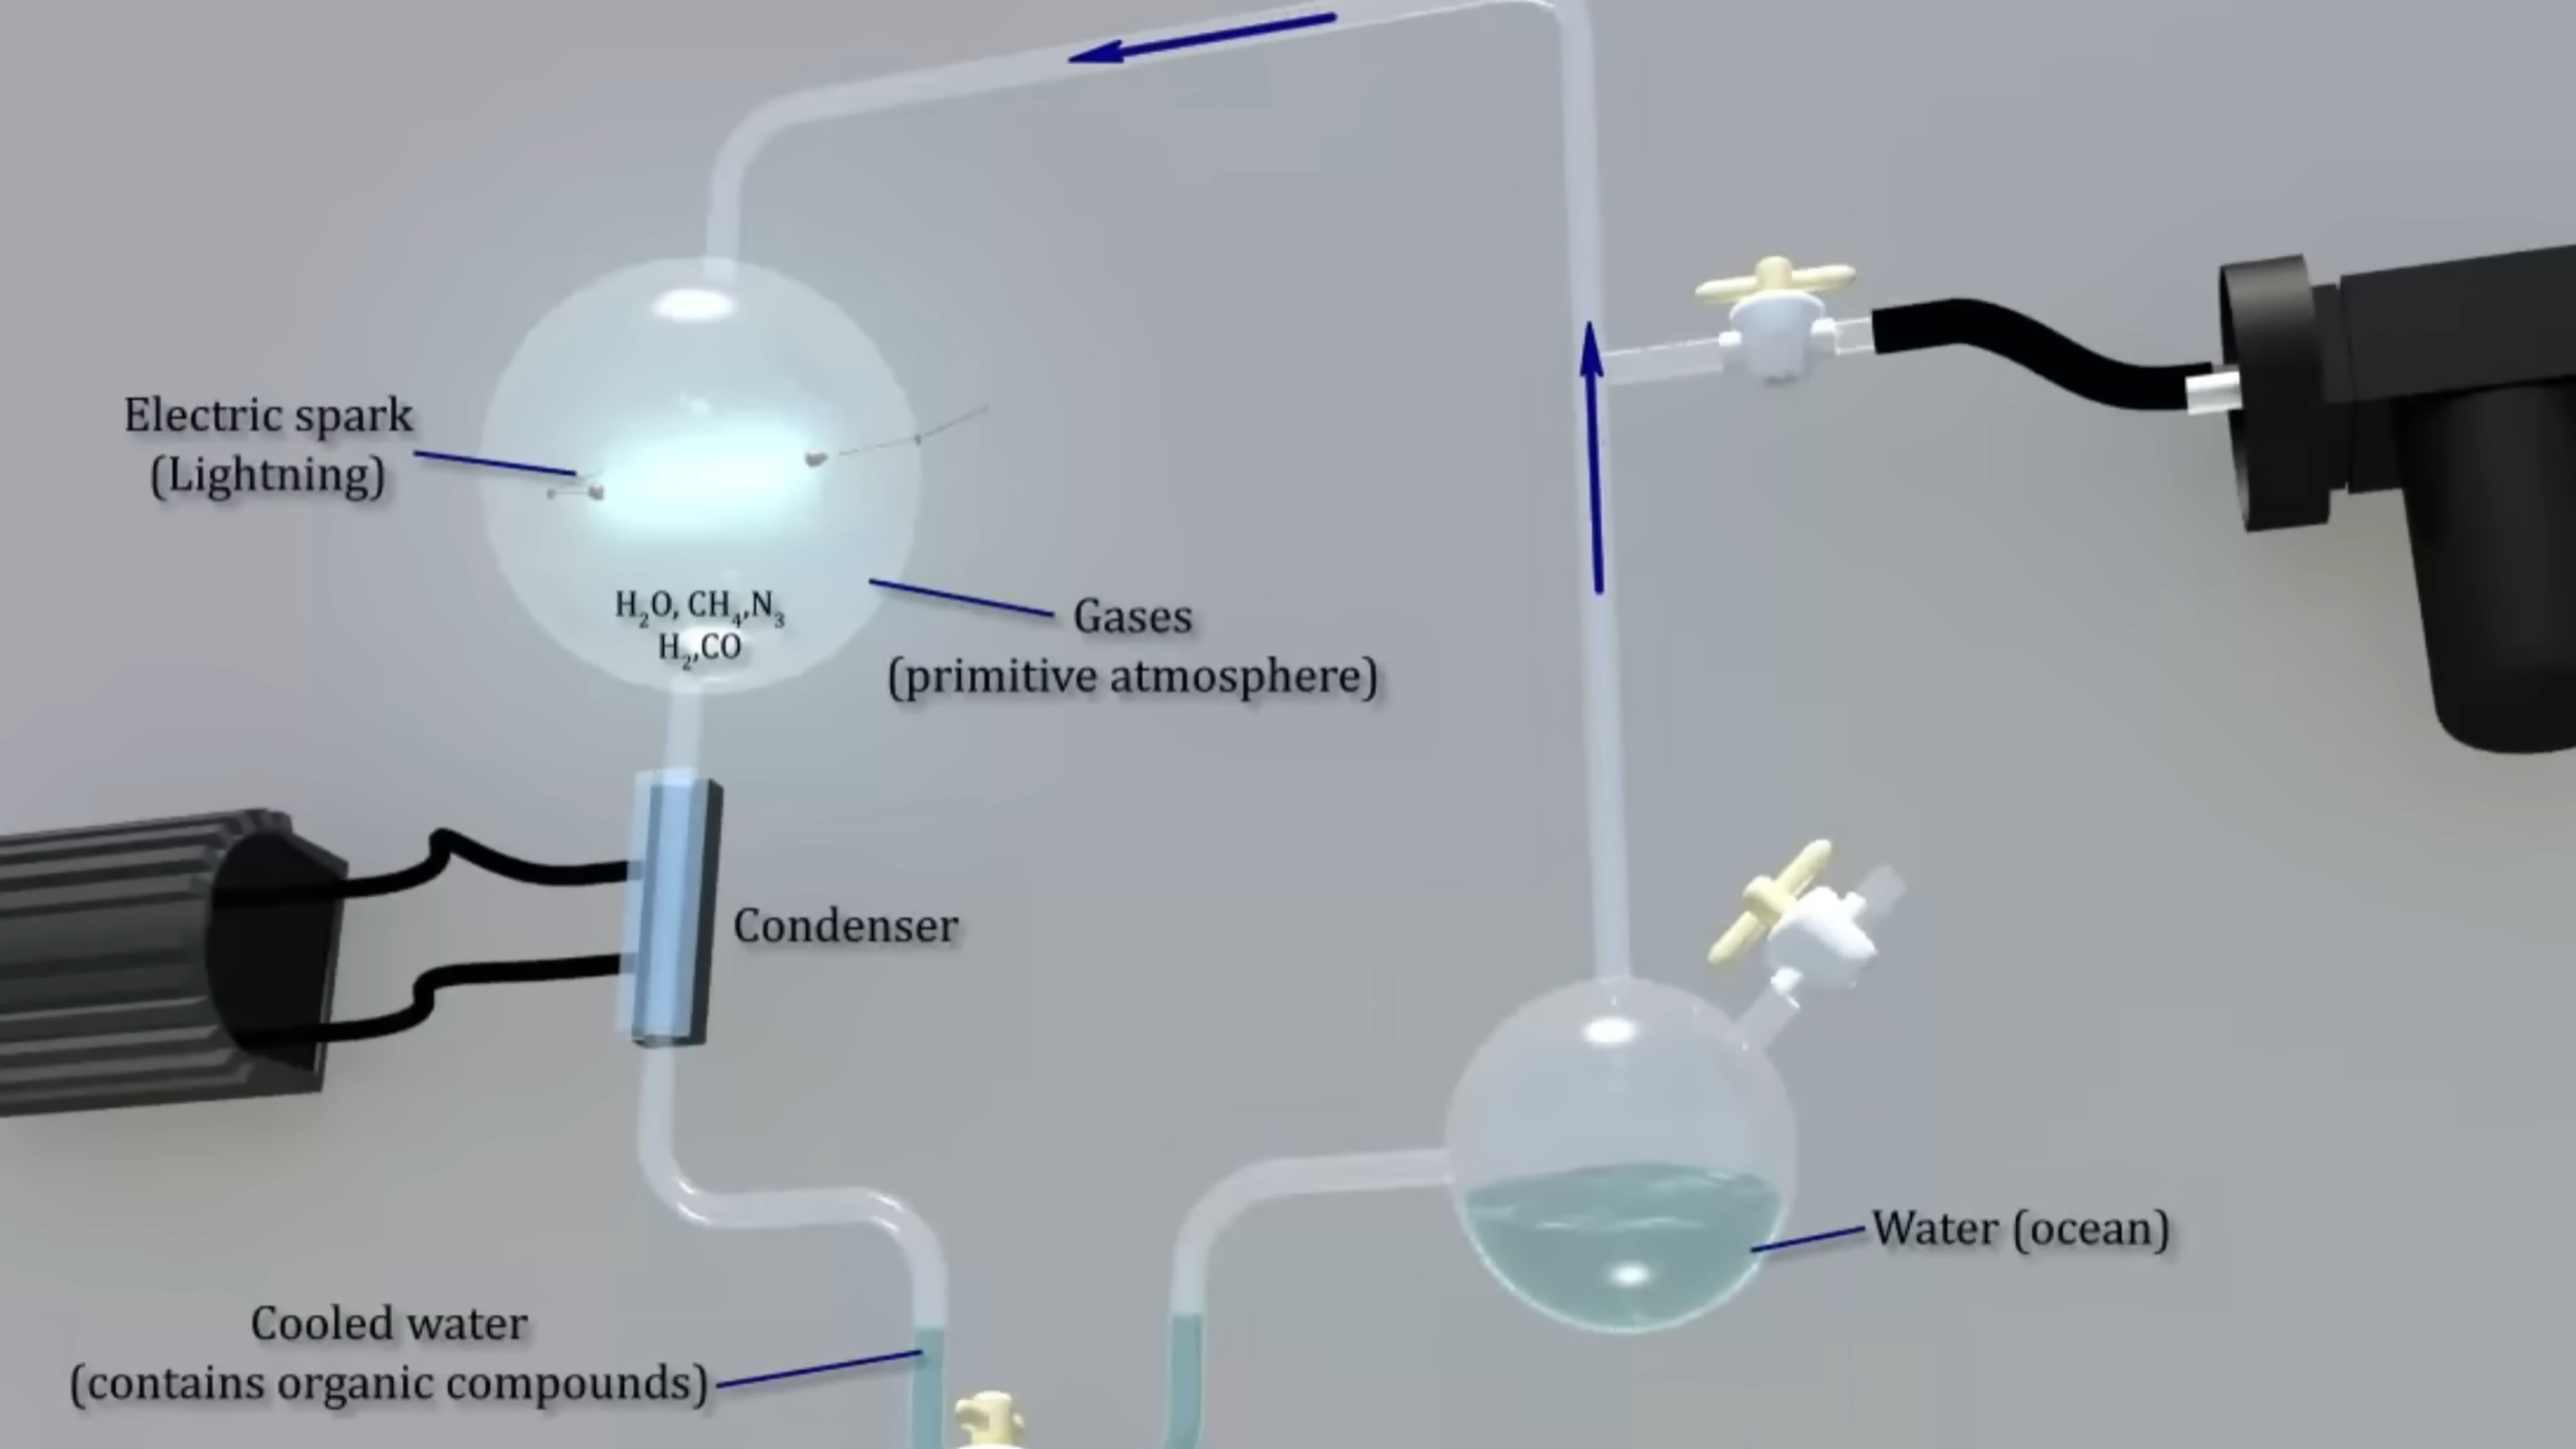 Electric spark
(Lightning)
H₂O, CH₄,N₃
H₂,CO
Gases
(primitive atmosphere)
Condenser
Water (ocean)
Cooled water
(contains organic compounds)